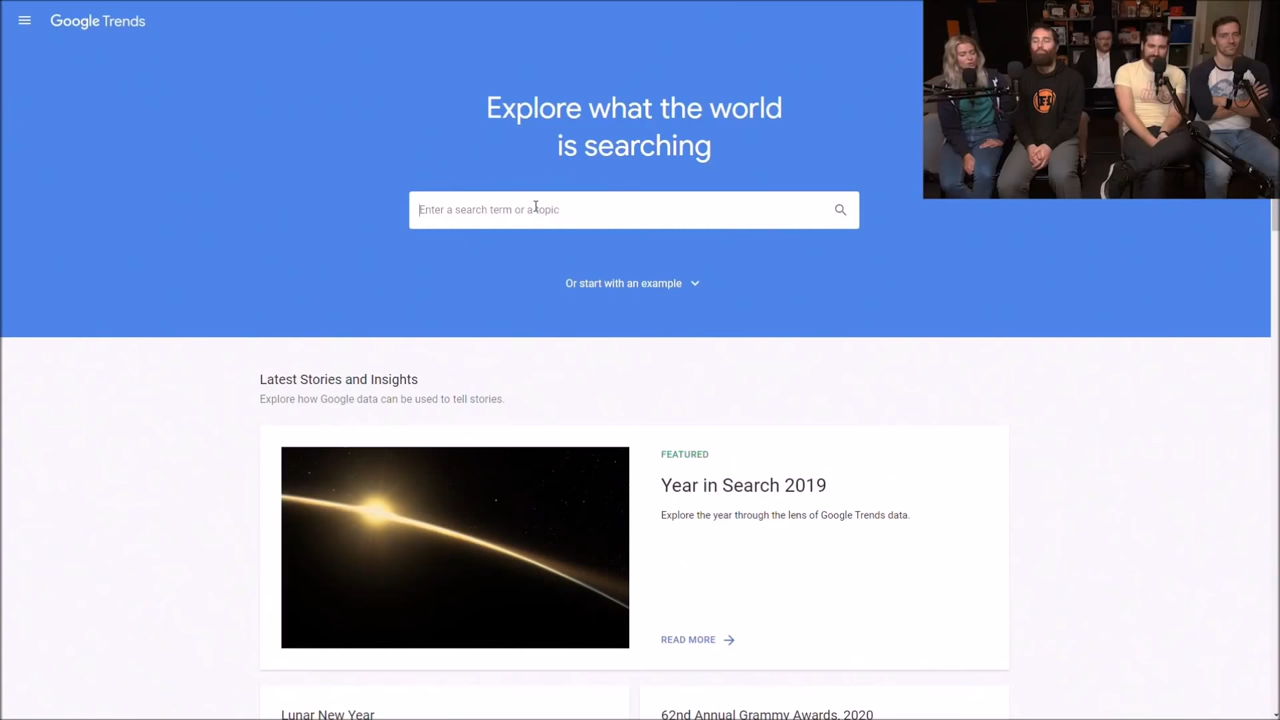 Google Trends
Explore what the world
is searching
Enter a search term or a topic
Or start with an example
Latest Stories and Insights
Explore how Google data can be used to tell stories.
FEATURED
Year in Search 2019
Explore the year through the lens of Google Trends data.
READ MORE
Lunar New Year
62nd Annual Grammy Awards, 2020